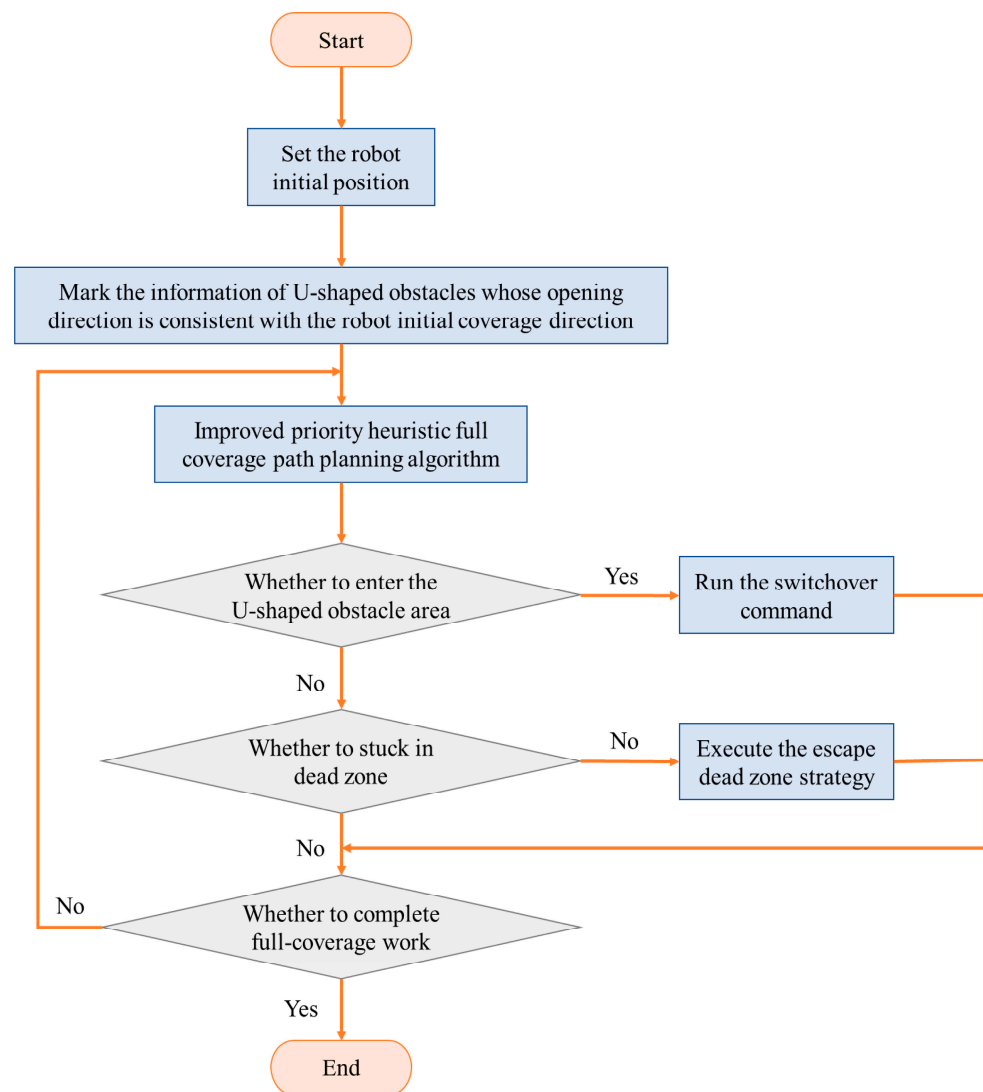 Start
Set the robot
initial position
Mark the information of U-shaped obstacles whose opening
direction is consistent with the robot initial coverage direction
Improved priority heuristic full
coverage path planning algorithm
Whether to enter the
U-shaped obstacle area
Yes
Run the switchover
command
No
Whether to stuck in
dead zone
No
Execute the escape
dead zone strategy
No
Whether to complete
full-coverage work
No
Yes
End